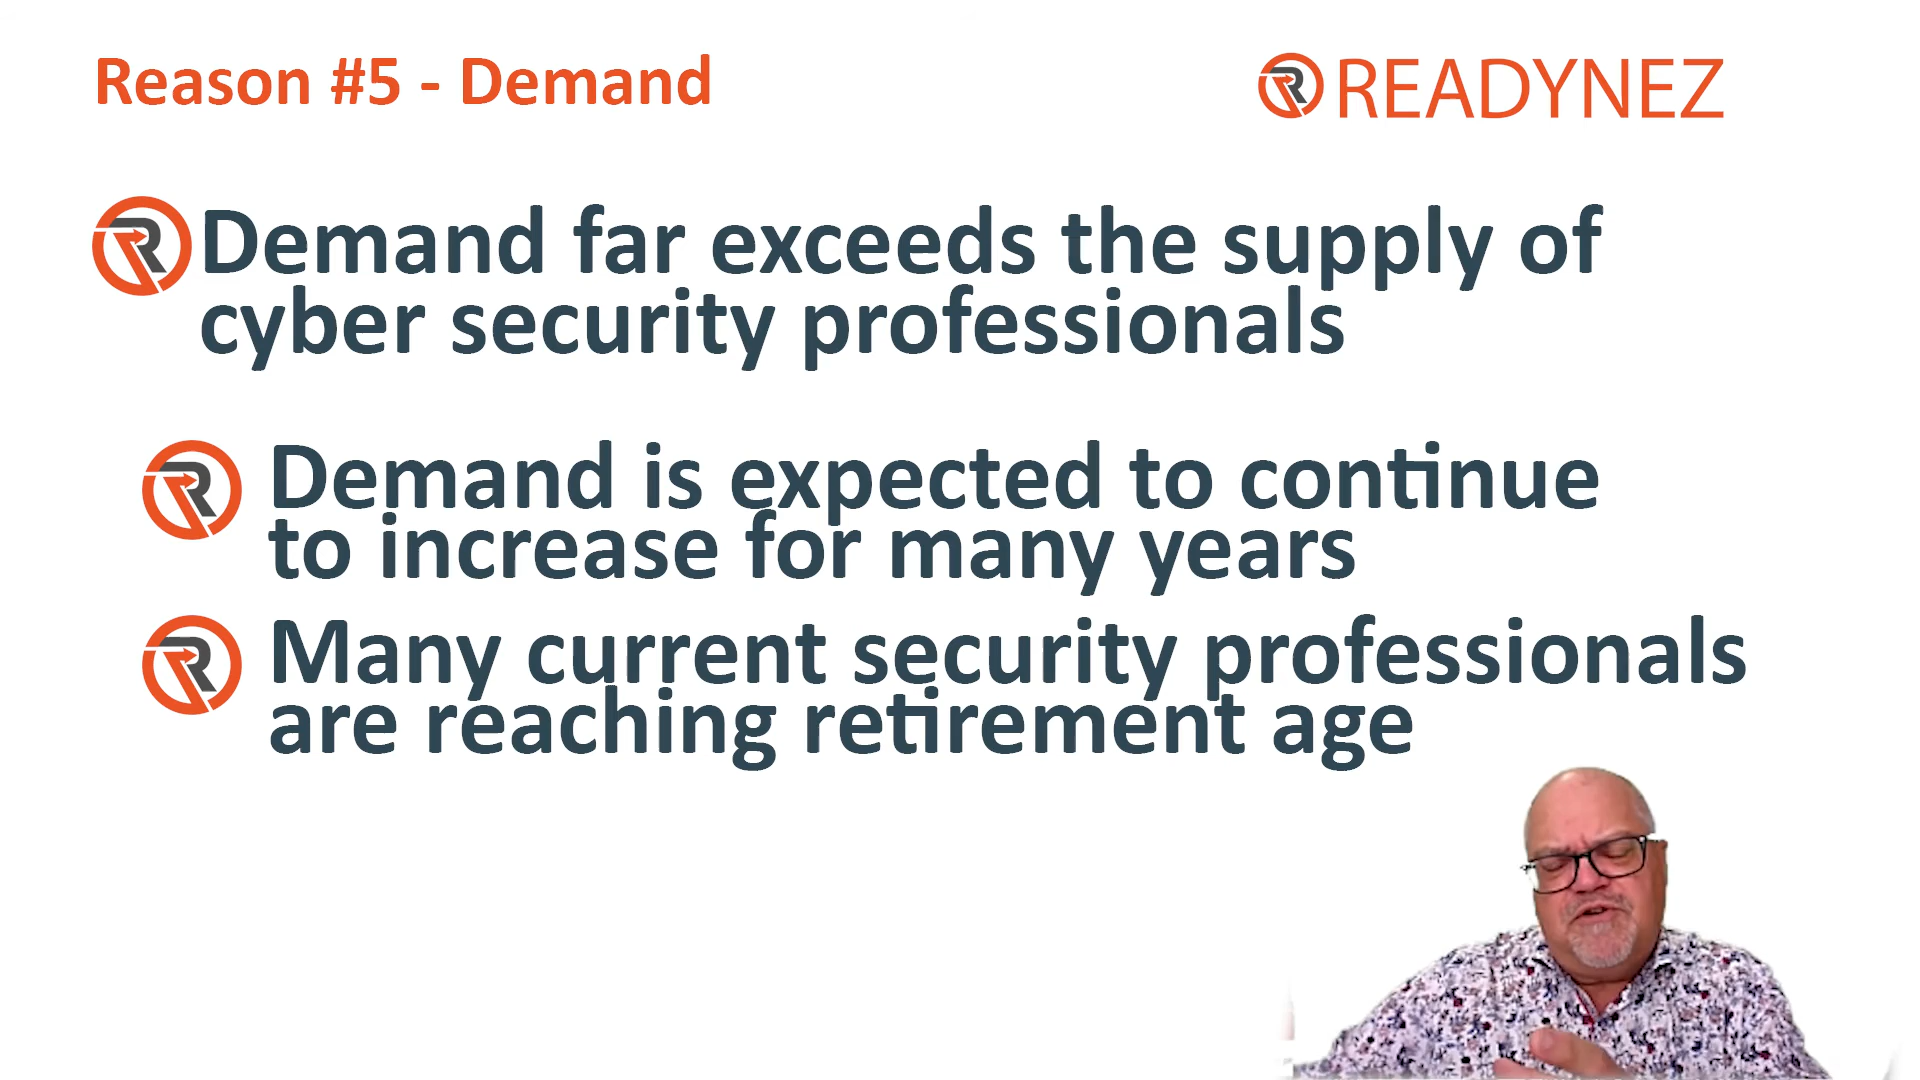 Reason #5 - Demand
READYNEZ
Demand far exceeds the supply of
cyber security professionals
Demand is expected to continue
to increase for many years
Many current security professionals
are reaching retirement age